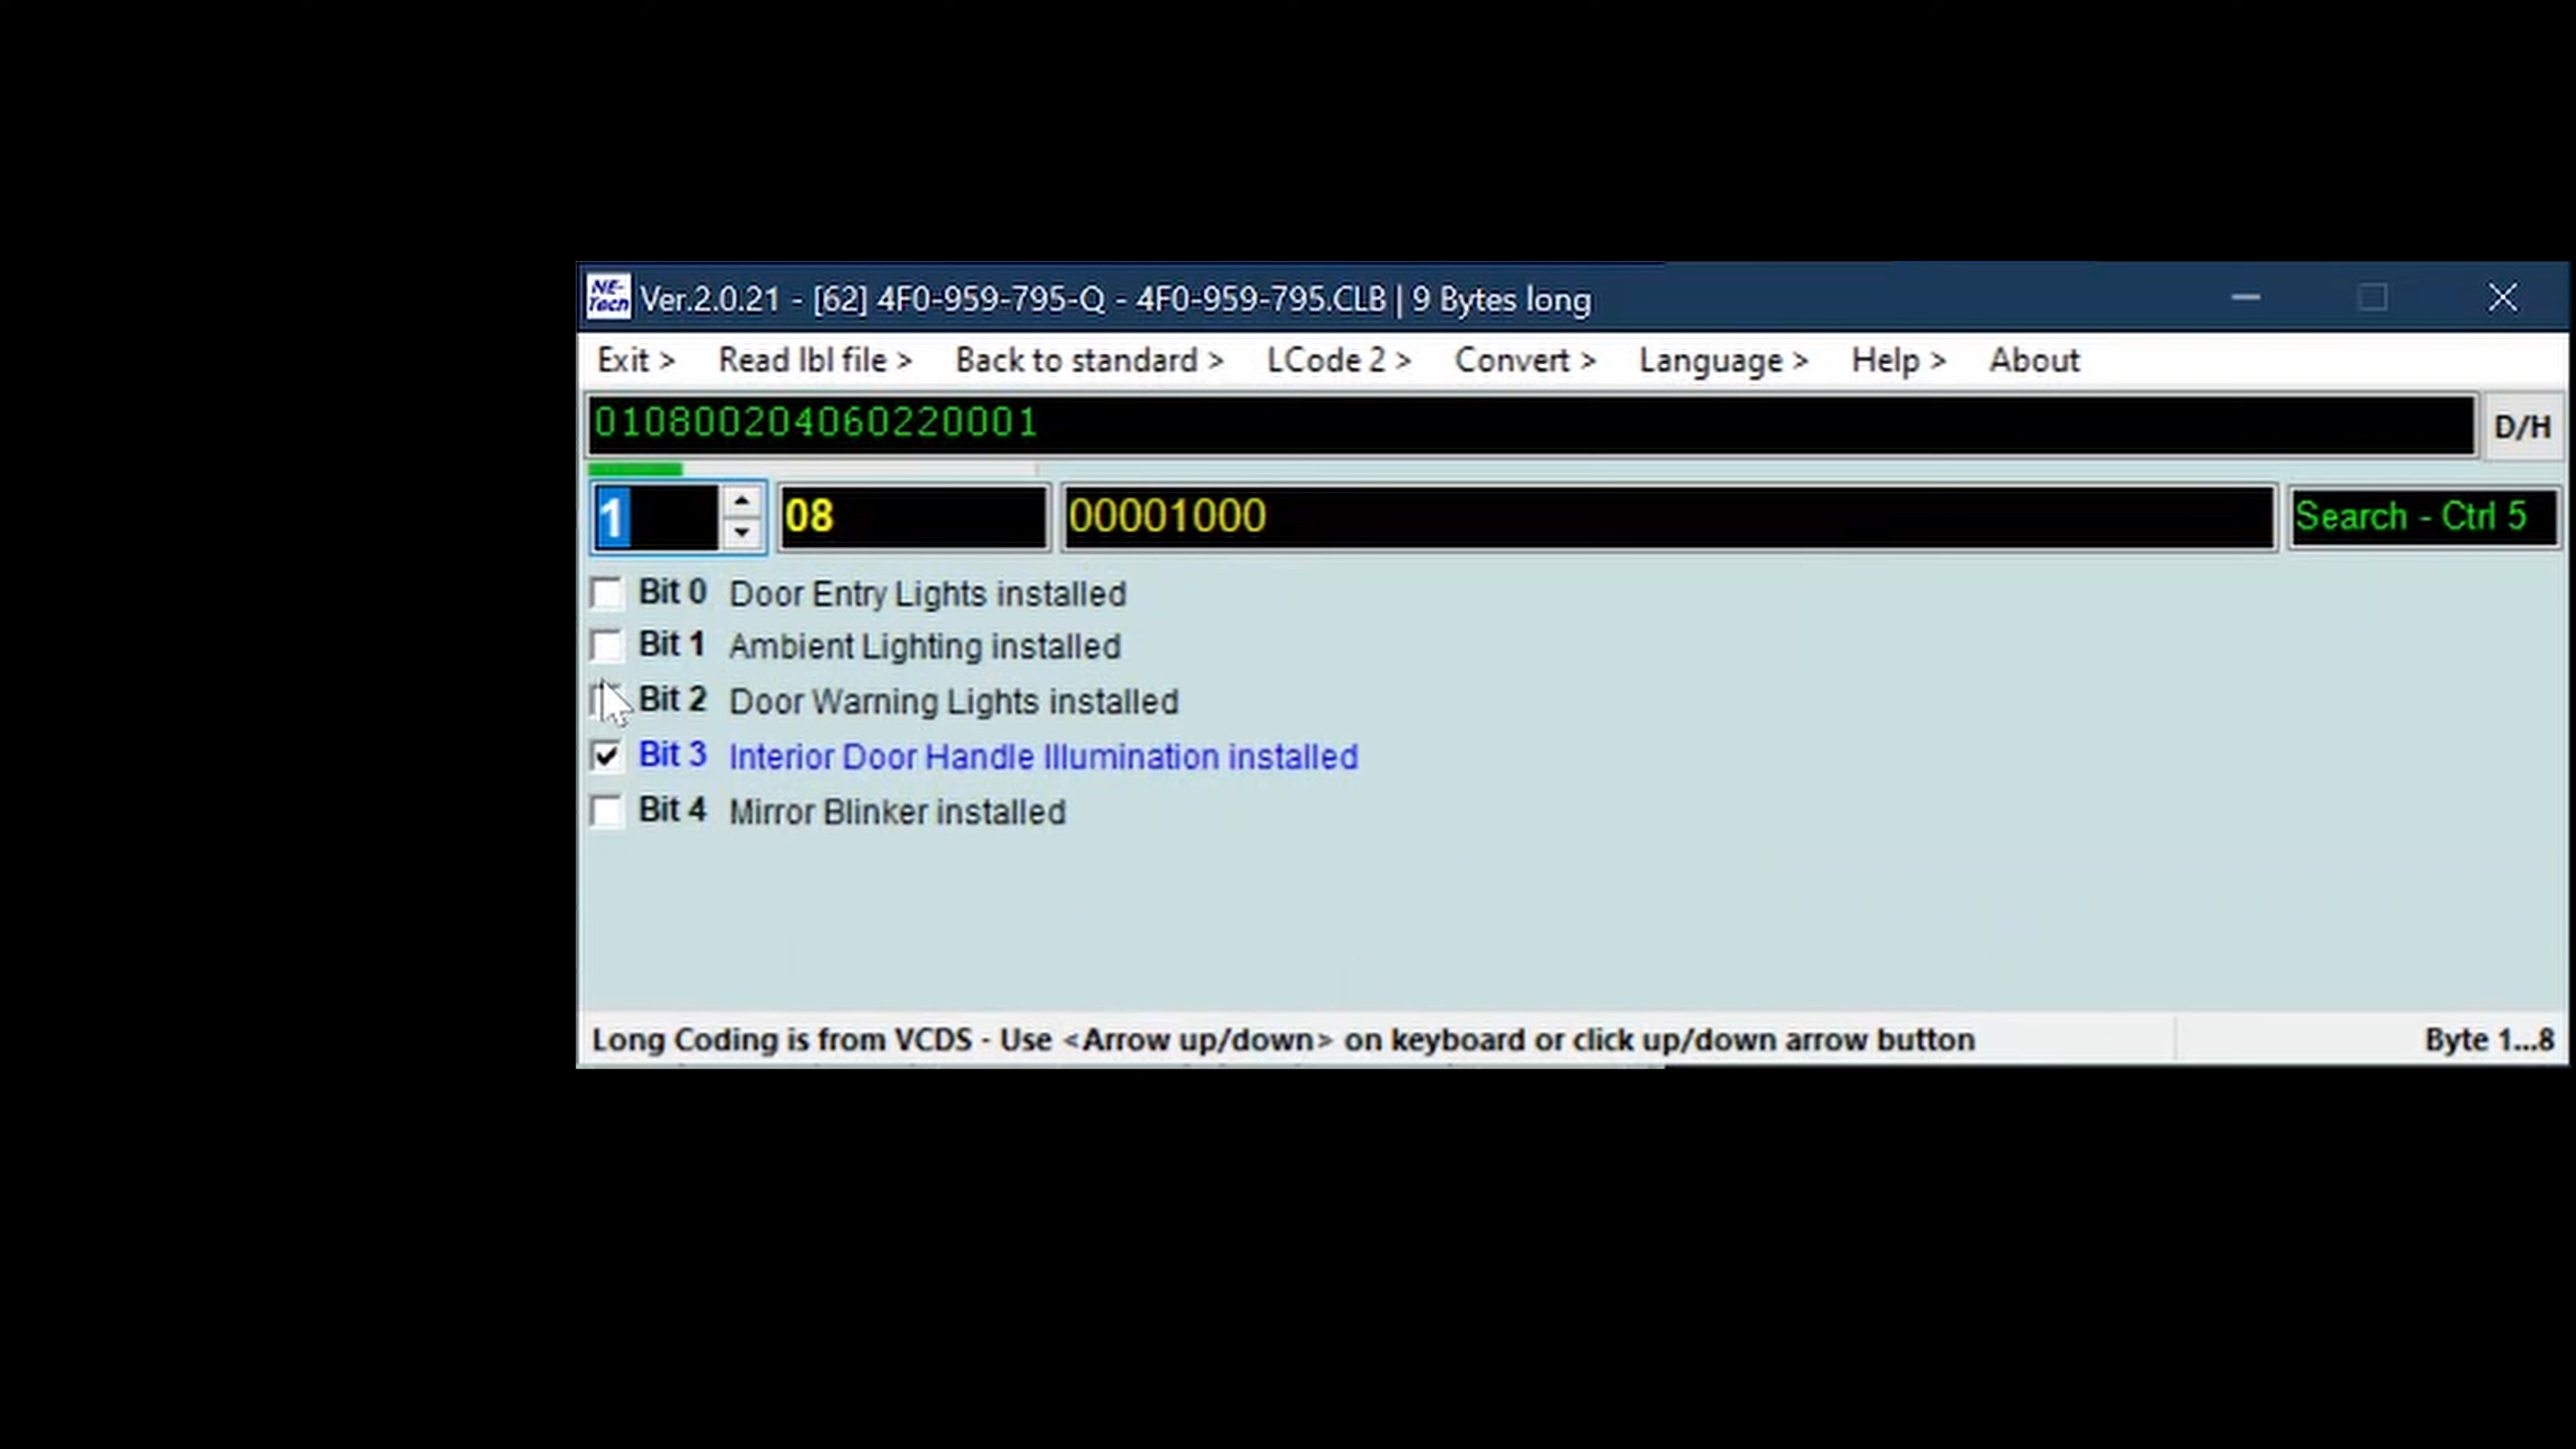 NE-
Tech
Ver.2.0.21 - [62] 4F0-959-795-Q - 4F0-959-795.CLB | 9 Bytes long
Exit > Read lbl file > Back to standard > LCode 2 > Convert > Language > Help > About
010800204060220001 D/H
1 08 00001000 Search - Ctrl 5
Bit 0 Door Entry Lights installed
Bit 1 Ambient Lighting installed
Bit 2 Door Warning Lights installed
Bit 3 Interior Door Handle Illumination installed
Bit 4 Mirror Blinker installed
Long Coding is from VCDS - Use <Arrow up/down> on keyboard or click up/down arrow button Byte 1...8